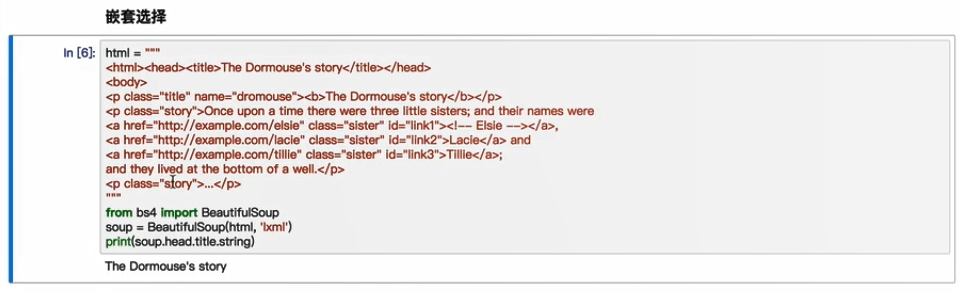 嵌套选择
In [6]: html = """
<html><head><title>The Dormouse's story</title></head>
<body>
<p class="title" name="dromouse"><b>The Dormouse's story</b></p>
<p class="story">Once upon a time there were three little sisters; and their names were
<a href="http://example.com/elsie" class="sister" id="link1"><!-- Elsie --></a>,
<a href="http://example.com/lacie" class="sister" id="link2">Lacie</a> and
<a href="http://example.com/tillie" class="sister" id="link3">Tillie</a>;
and they lived at the bottom of a well.</p>
<p class="story">...</p>
"""
from bs4 import BeautifulSoup
soup = BeautifulSoup(html, 'lxml')
print(soup.head.title.string)
The Dormouse's story